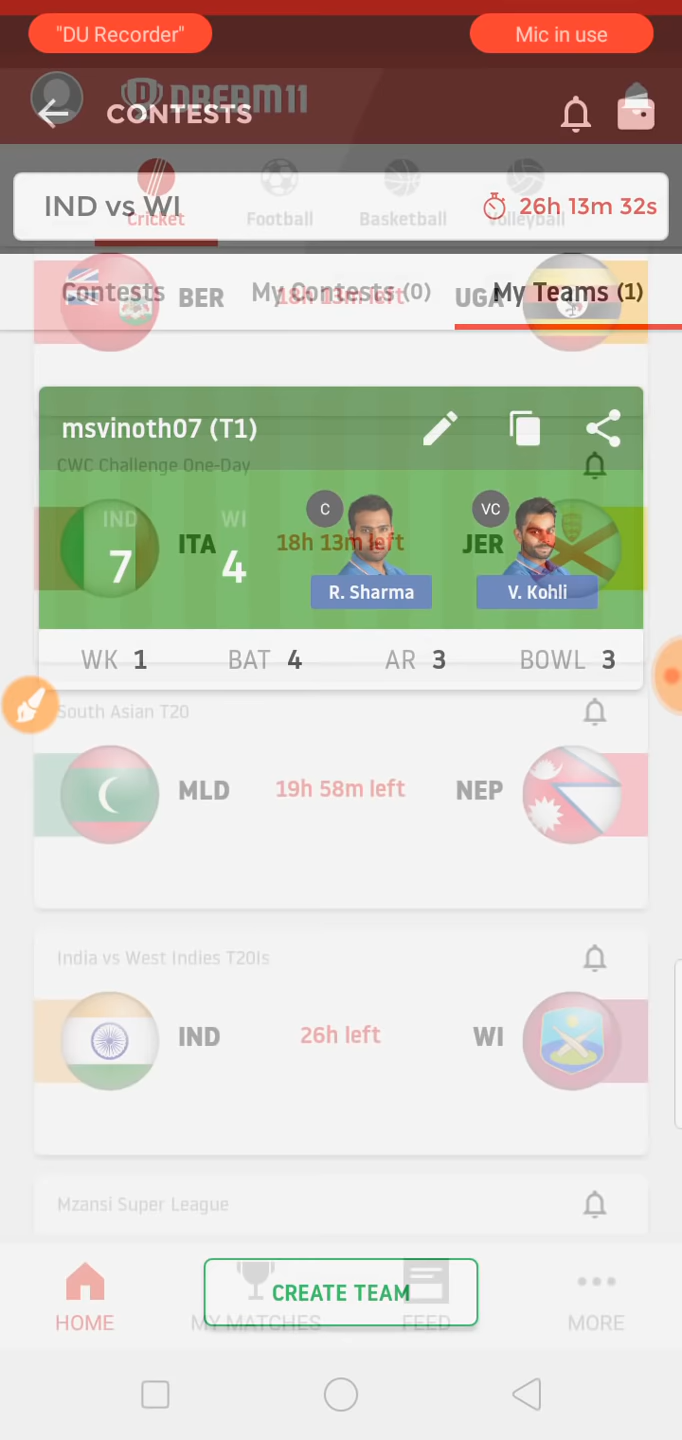 "DU Recorder"
Mic in use
DREAM11
CONTESTS
IND vs WI
26h 13m 32s
Cricket
Football
Basketball
Volleyball
Contests
My Contests (0)
My Teams (1)
BER
18h 13m left
UGA
msvinoth07 (T1)
CWC Challenge One-Day
IND
7
WI
4
C
VC
ITA
18h 13m left
JER
R. Sharma
V. Kohli
WK 1
BAT 4
AR 3
BOWL 3
South Asian T20
MLD
19h 58m left
NEP
India vs West Indies T20Is
IND
26h left
WI
Mzansi Super League
CREATE TEAM
HOME
MY MATCHES
FEED
MORE